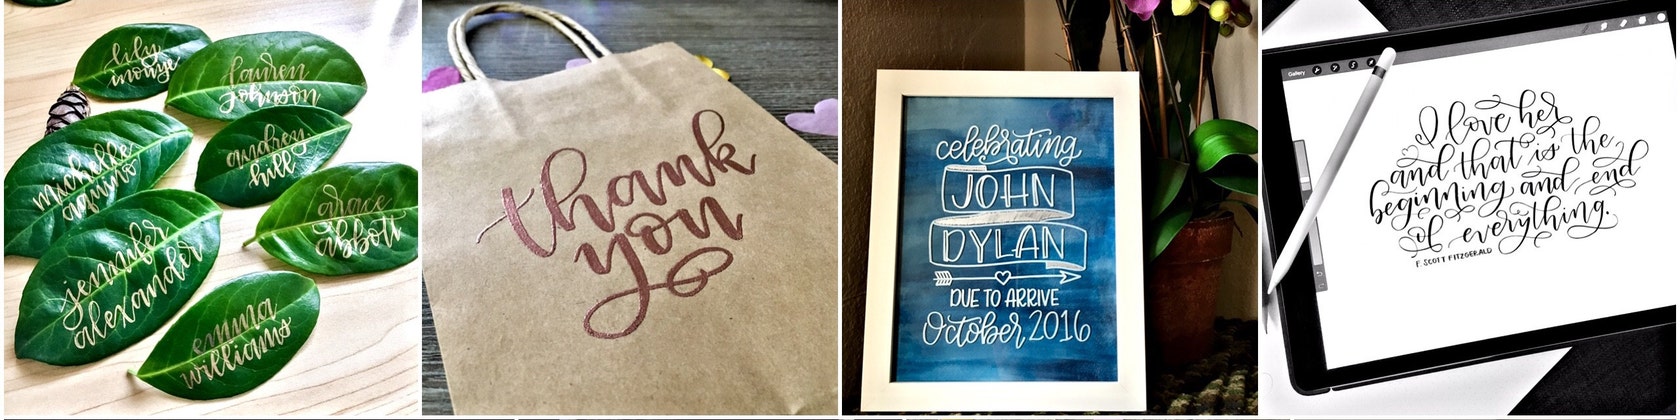 lily
inouye
lauren
johnson
michelle
aquino
audrey
hill
grace
abbott
jennifer
alexander
emma
williams
thank
you
celebrating
JOHN
DYLAN
DUE TO ARRIVE
October 2016
Gallery
I love her
and that is the
beginning and end
of everything.
F. SCOTT FITZGERALD